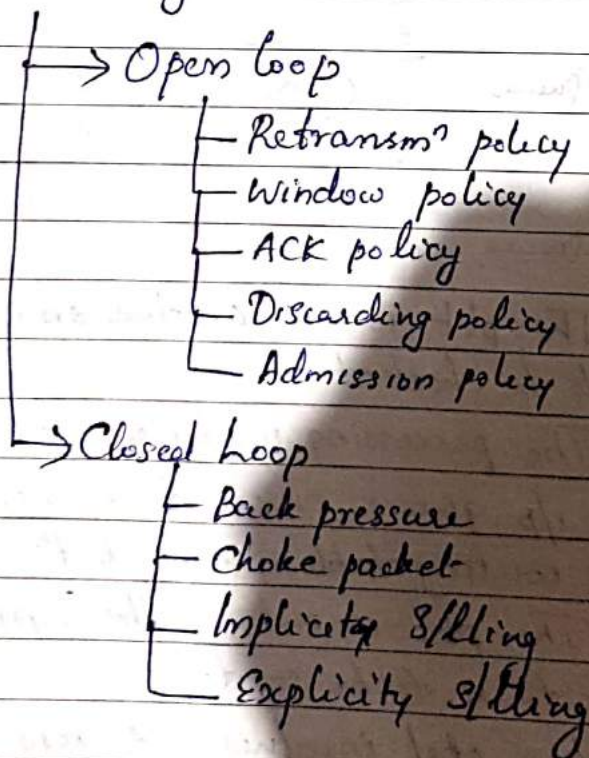 Open loop
Retransmⁿ policy
Window policy
ACK policy
Discarding policy
Admission policy
Closed Loop
Back pressure
Choke packet
Implicity S/lling
Explicity S/lling